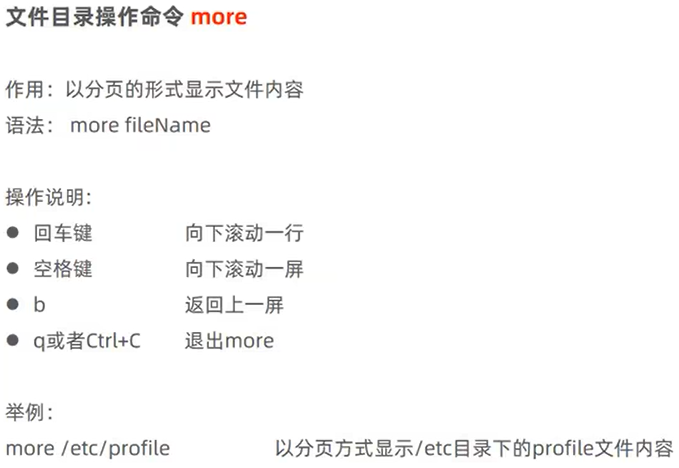 文件目录操作命令 more
作用：以分页的形式显示文件内容
语法： more fileName
操作说明：
● 回车键 向下滚动一行
● 空格键 向下滚动一屏
● b 返回上一屏
● q或者Ctrl+C 退出more
举例：
more /etc/profile 以分页方式显示/etc目录下的profile文件内容